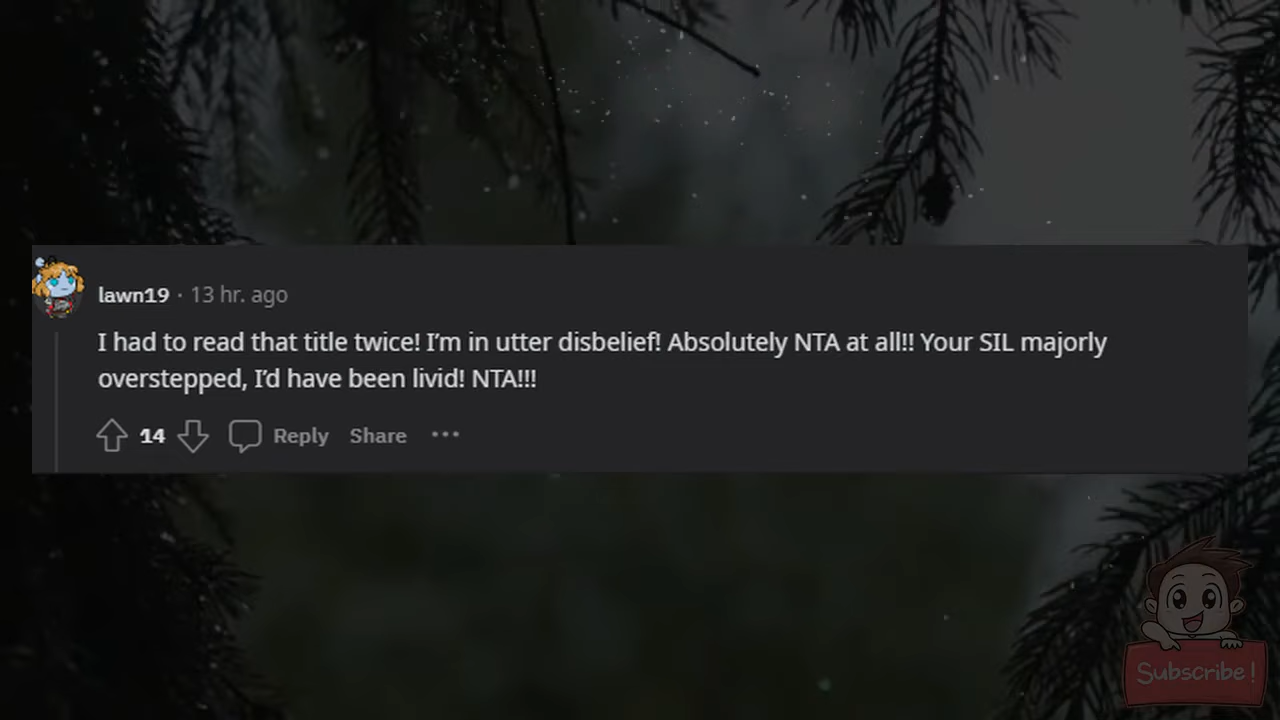 lawn19 · 13 hr. ago
I had to read that title twice! I'm in utter disbelief! Absolutely NTA at all!! Your SIL majorly
overstepped, I'd have been livid! NTA!!!
14 Reply Share ···
Subscribe!